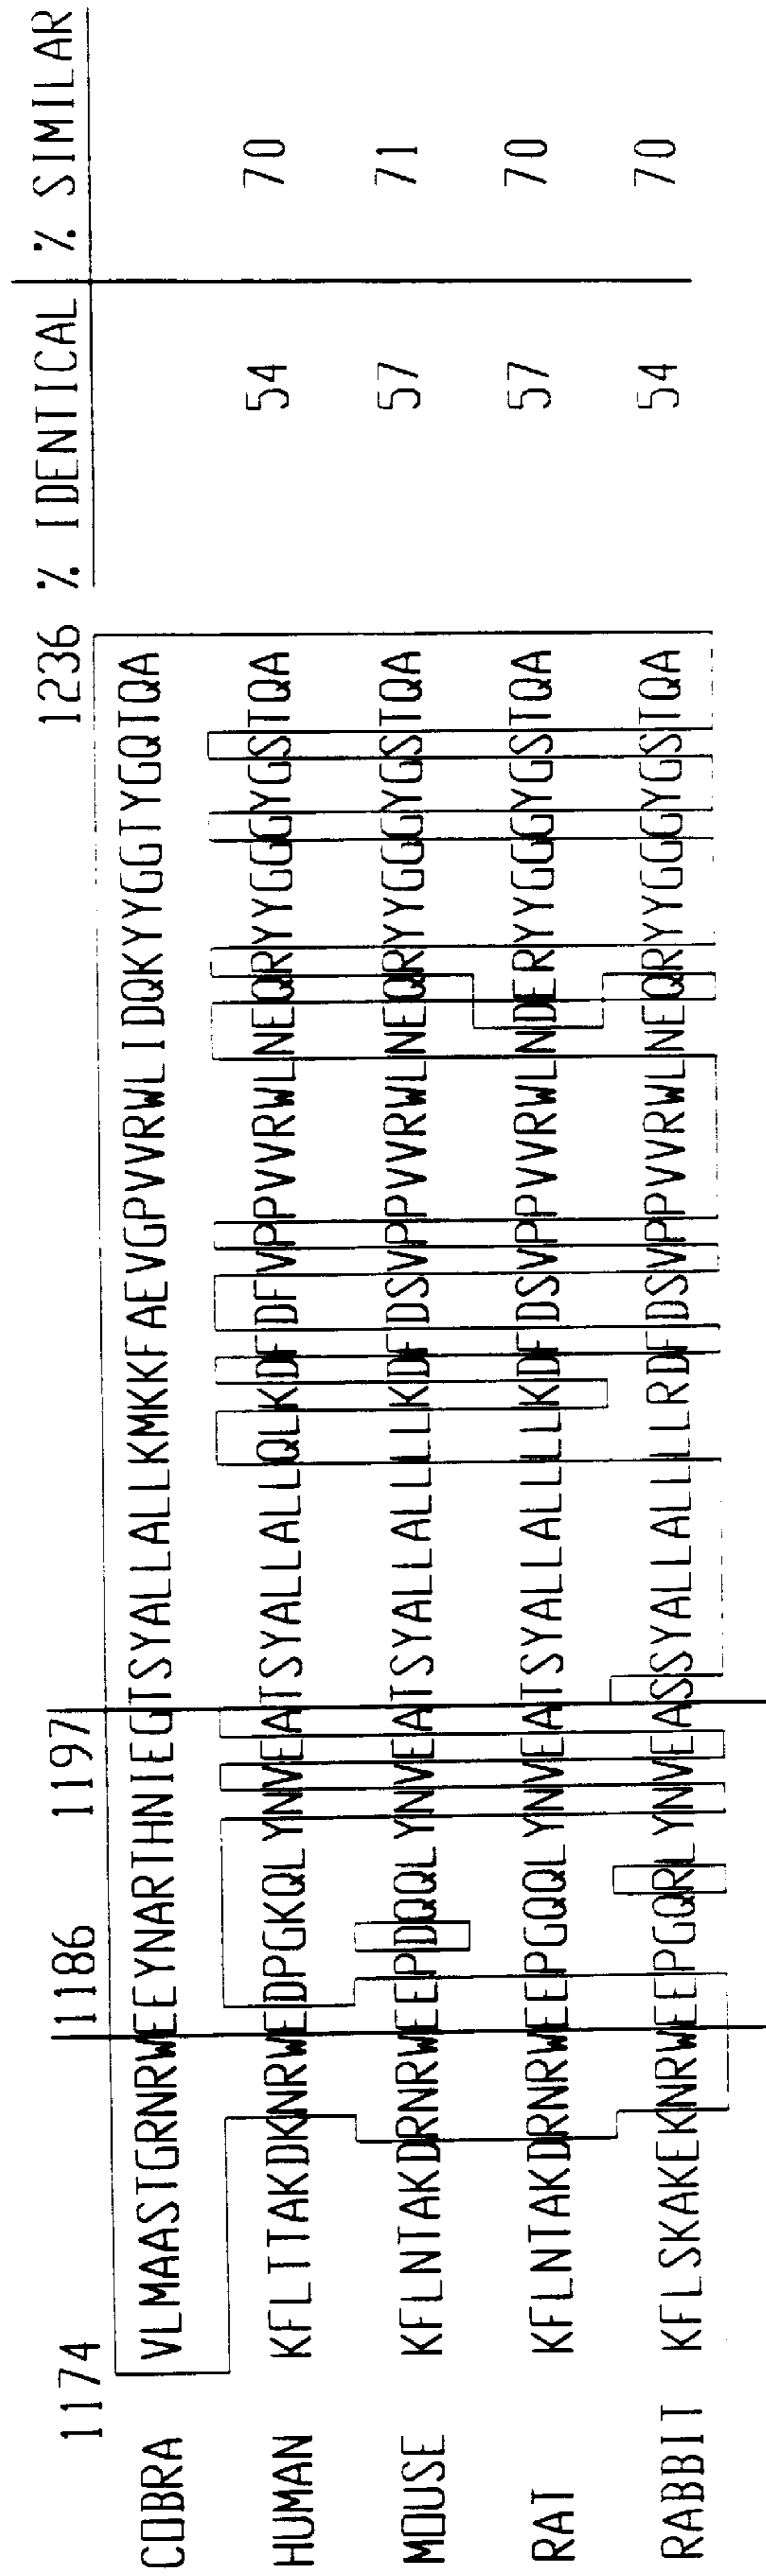 1174 1186 1197 1236 % IDENTICAL % SIMILAR
COBRA VLMAASTGRNRWEEYNARTHNIEGTSYALLALLKMKKFAEVGPVVRWLIDQKYYGGTYGQTQA
HUMAN KFLTTAKDKNRWEDPGKQLYNVEATSYALLALLQLKDFDFVPPVVRWLNEQRYYGGGYGSTQA 54 70
MOUSE KFLNTAKDRNRWEEPDQQLYNVEATSYALLALLLLKDFDSVPPVVRWLNEQRYYGGGYGSTQA 57 71
RAT KFLNTAKDRNRWEEPGQQLYNVEATSYALLALLLLKDFDSVPPVVRWLNDERYYGGGYGSTQA 57 70
RABBIT KFLSKAKEKNRWEEPGQRLYNVEASSYALLALLLLRDFDSVPPVVRWLNEQRYYGGGYGSTQA 54 70